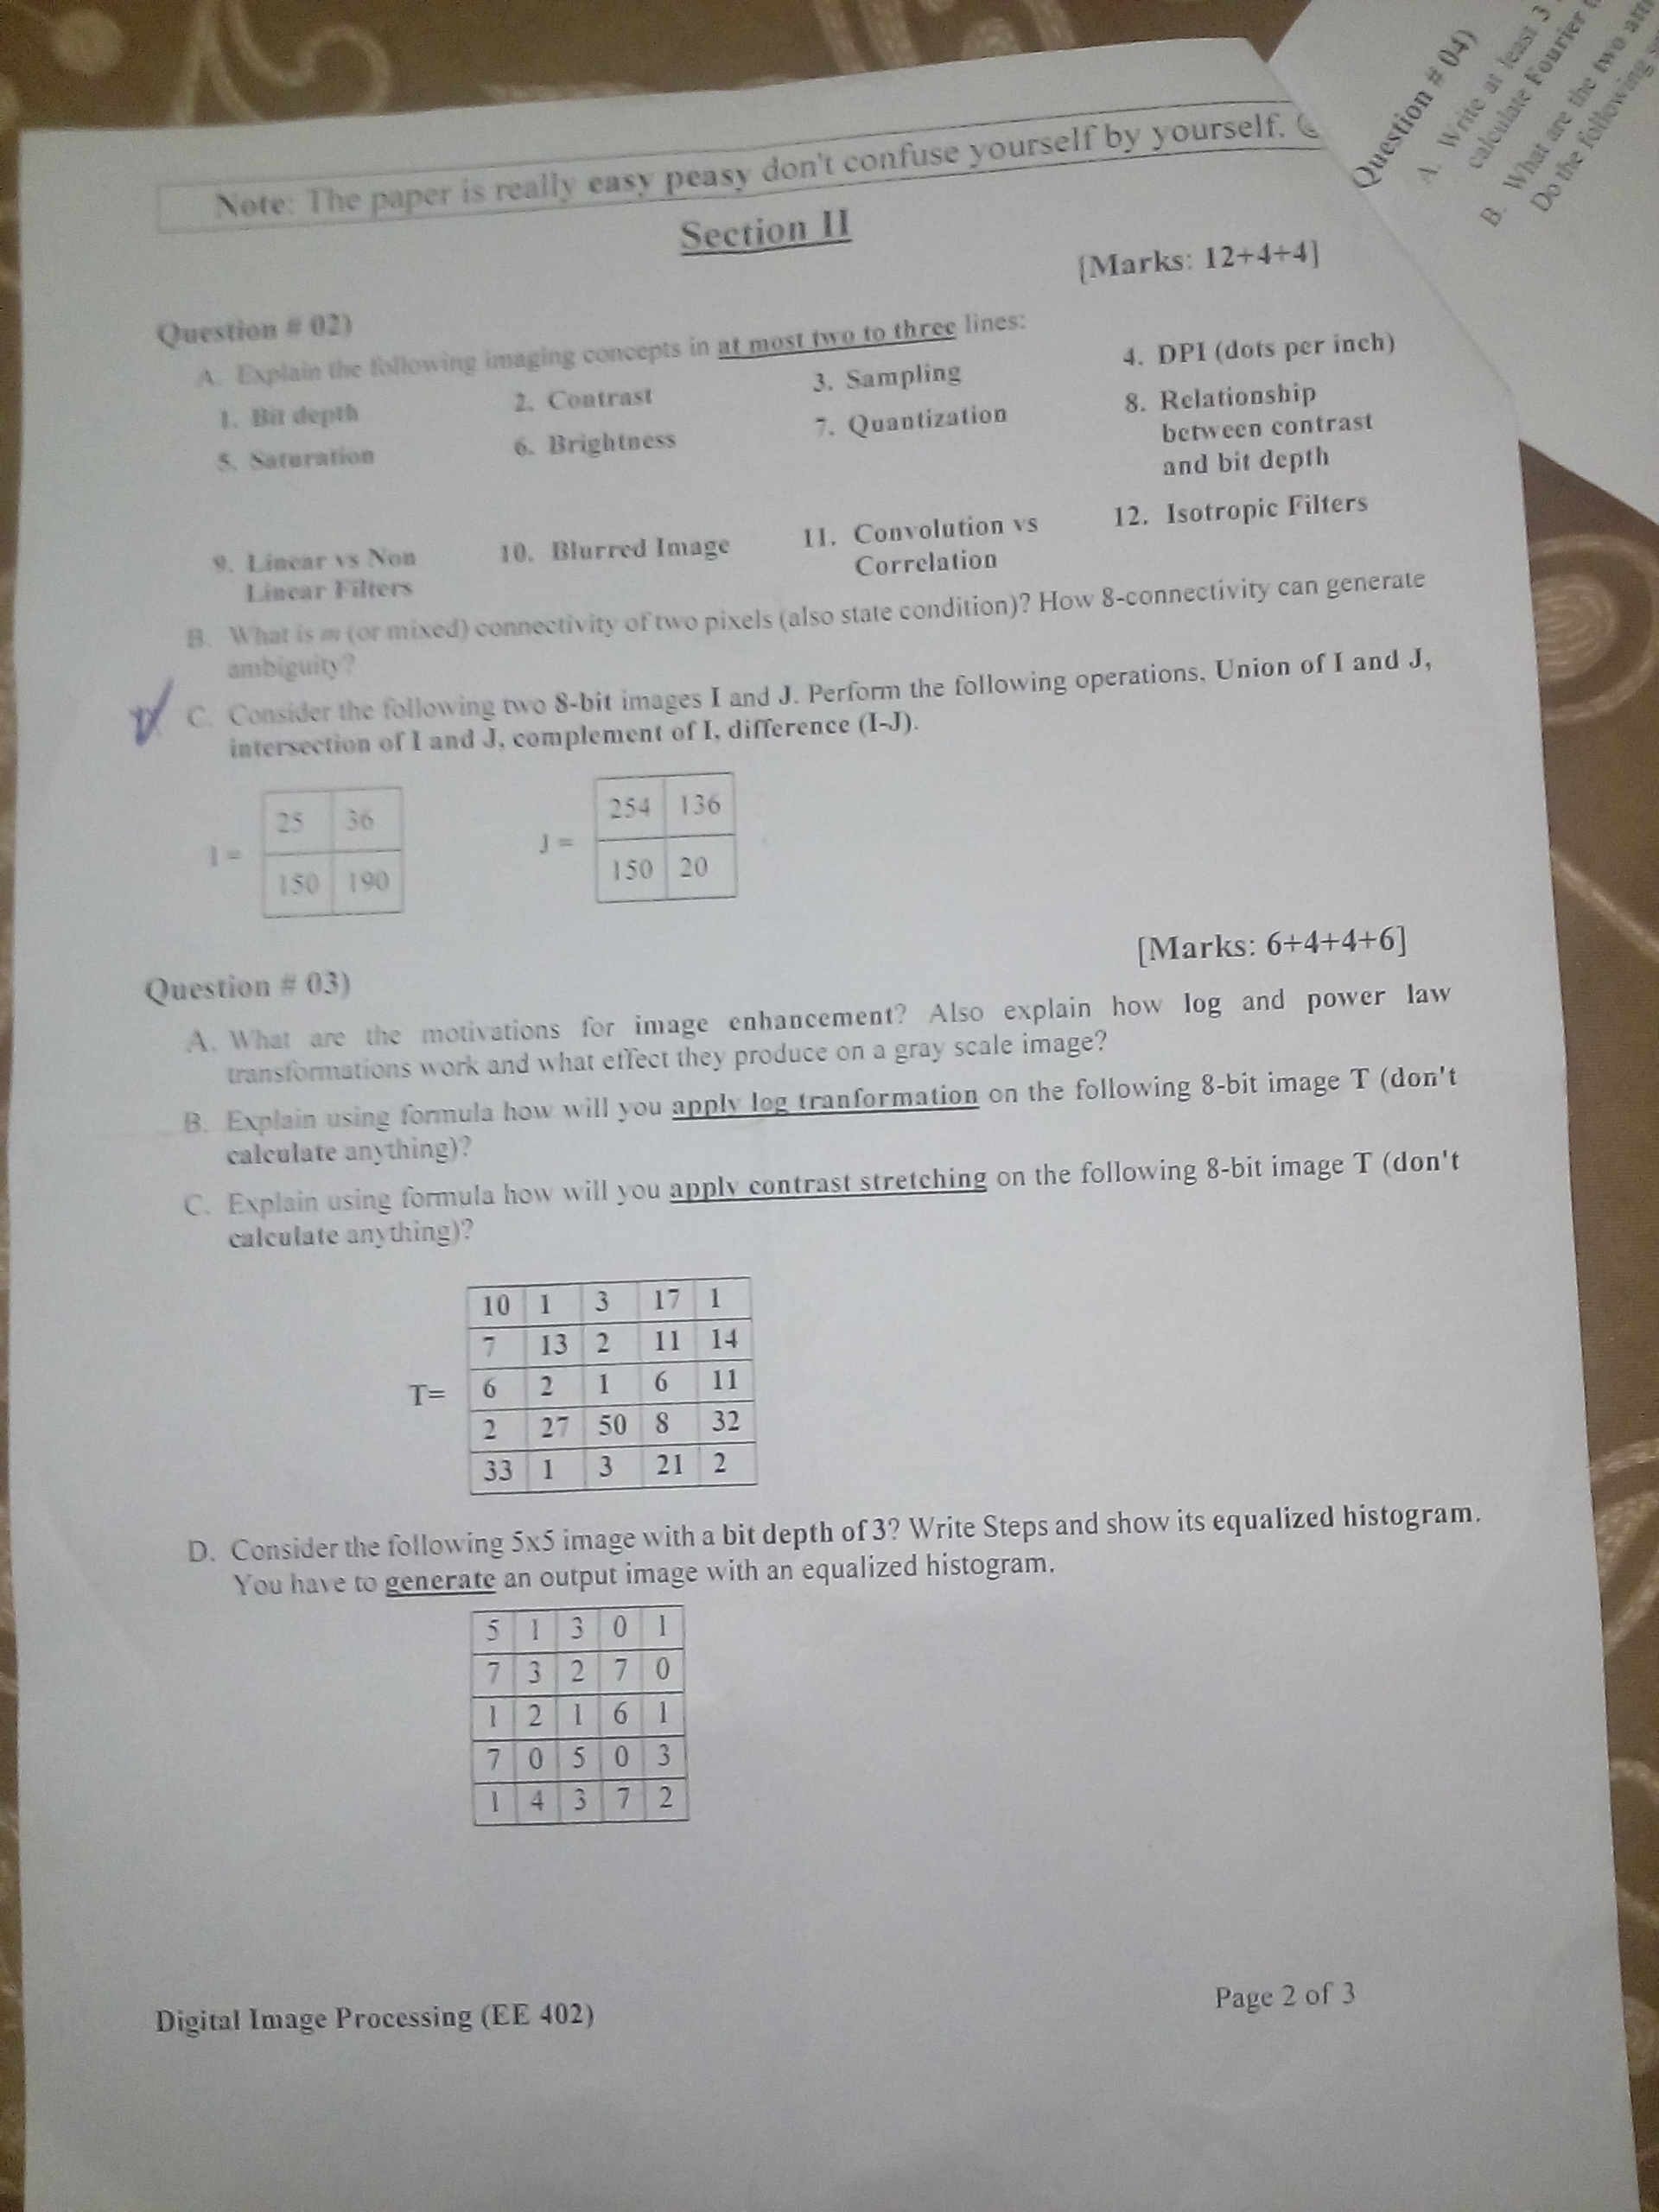 Note: The paper is really easy peasy don't confuse yourself by yourself.
Section II
[Marks: 12+4+4]
Question # 02)
A. Explain the following imaging concepts in at most two to three lines:
1. Bit depth
2. Contrast
3. Sampling
4. DPI (dots per inch)
5. Saturation
6. Brightness
7. Quantization
8. Relationship
between contrast
and bit depth
9. Linear vs Non
Linear Filters
10. Blurred Image
11. Convolution vs
Correlation
12. Isotropic Filters
B. What is m (or mixed) connectivity of two pixels (also state condition)? How 8-connectivity can generate
ambiguity?
C. Consider the following two 8-bit images I and J. Perform the following operations, Union of I and J,
intersection of I and J, complement of I, difference (I-J).
I =
25 36
150 190
J =
254 136
150 20
[Marks: 6+4+4+6]
Question # 03)
A. What are the motivations for image enhancement? Also explain how log and power law
transformations work and what effect they produce on a gray scale image?
B. Explain using formula how will you apply log tranformation on the following 8-bit image T (don't
calculate anything)?
C. Explain using formula how will you apply contrast stretching on the following 8-bit image T (don't
calculate anything)?
T=
10 1 3 17 1
7 13 2 11 14
6 2 1 6 11
2 27 50 8 32
33 1 3 21 2
D. Consider the following 5x5 image with a bit depth of 3? Write Steps and show its equalized histogram.
You have to generate an output image with an equalized histogram.
5 1 3 0 1
7 3 2 7 0
1 2 1 6 1
7 0 5 0 3
1 4 3 7 2
Digital Image Processing (EE 402)
Page 2 of 3
Question # 04)
A. Write at least 3
calculate Fourier
B. What are the two
Do the following